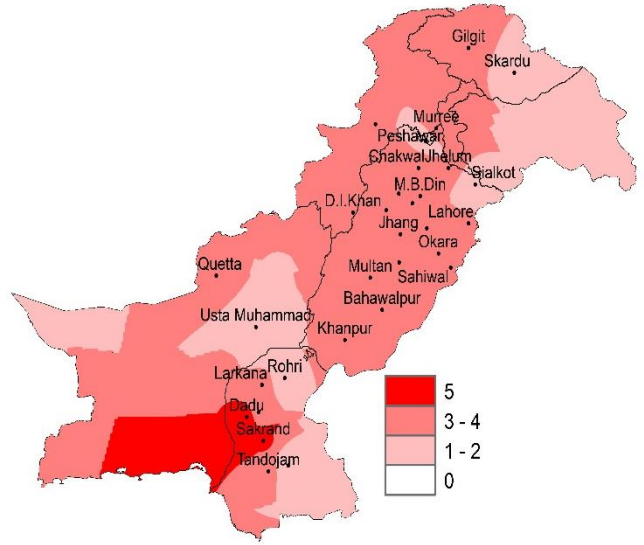 Gilgit
Skardu
Murree
Peshawar
Chakwal Jhelum
Sialkot
M.B.Din
D.I.Khan
Lahore
Jhang
Okara
Quetta
Multan
Sahiwal
Bahawalpur
Usta Muhammad
Khanpur
Larkana
Rohri
Dadu
Sakrand
Tandojam
5
3 - 4
1 - 2
0